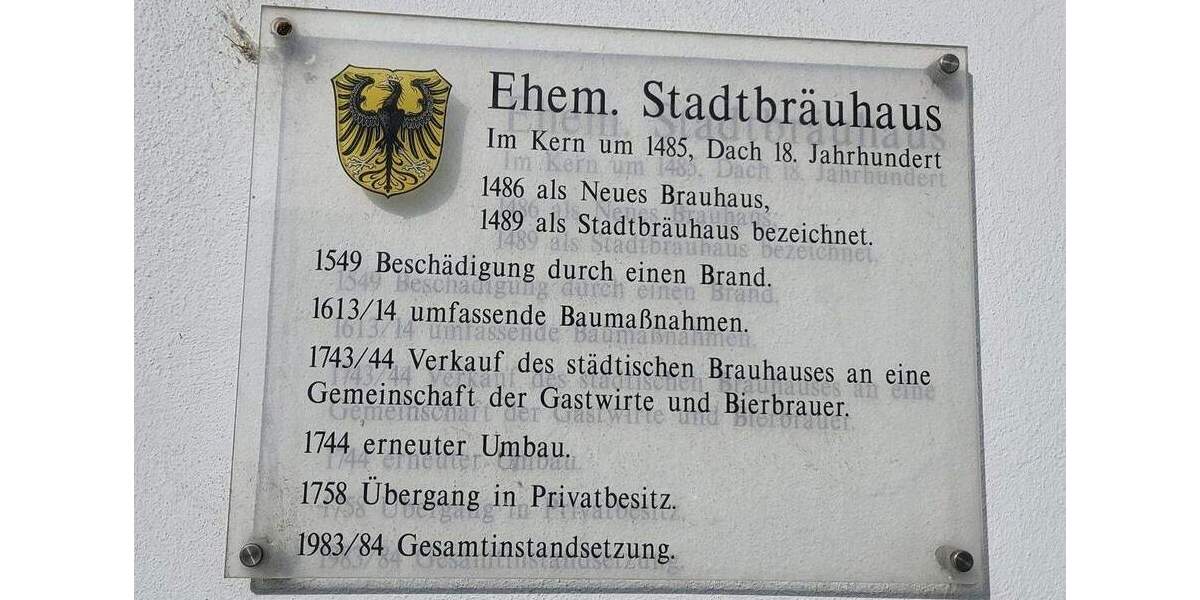 Ehem. Stadtbräuhaus
Im Kern um 1485, Dach 18. Jahrhundert
1486 als Neues Brauhaus,
1489 als Stadtbräuhaus bezeichnet.
1549 Beschädigung durch einen Brand.
1613/14 umfassende Baumaßnahmen.
1743/44 Verkauf des städtischen Brauhauses an eine
Gemeinschaft der Gastwirte und Bierbrauer.
1744 erneuter Umbau.
1758 Übergang in Privatbesitz.
1983/84 Gesamtinstandsetzung.